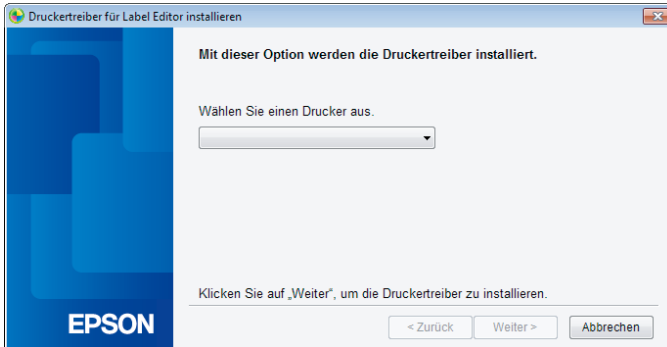 Druckertreiber für Label Editor installieren
Mit dieser Option werden die Druckertreiber installiert.
Wählen Sie einen Drucker aus.
Klicken Sie auf „Weiter“, um die Druckertreiber zu installieren.
EPSON
< Zurück
Weiter >
Abbrechen